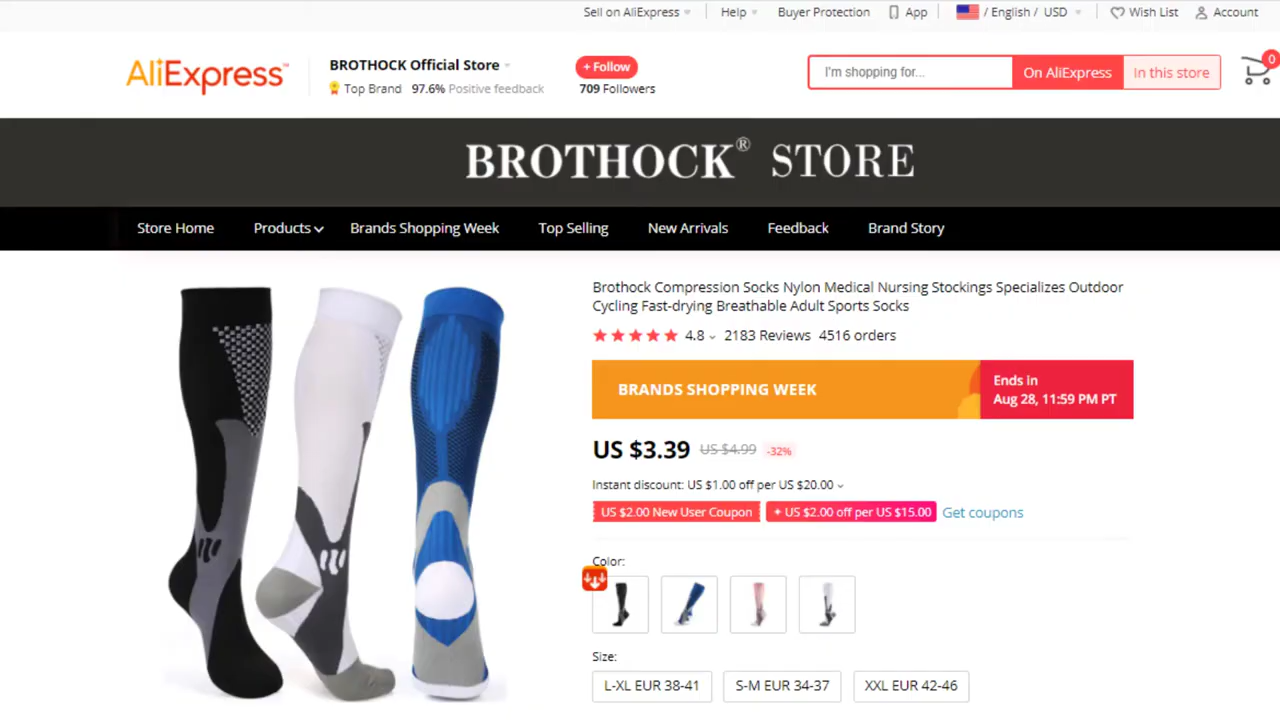 Sell on AliExpress
Help
Buyer Protection
App
/ English / USD
Wish List
Account
AliExpress™
BROTHOCK Official Store
Top Brand 97.6% Positive feedback
+ Follow
709 Followers
I'm shopping for...
On AliExpress
In this store
0
BROTHOCK® STORE
Store Home
Products
Brands Shopping Week
Top Selling
New Arrivals
Feedback
Brand Story
Brothock Compression Socks Nylon Medical Nursing Stockings Specializes Outdoor
Cycling Fast-drying Breathable Adult Sports Socks
4.8 2183 Reviews 4516 orders
BRANDS SHOPPING WEEK
Ends in
Aug 28, 11:59 PM PT
US $3.39 US $4.99 -32%
Instant discount: US $1.00 off per US $20.00
US $2.00 New User Coupon
+ US $2.00 off per US $15.00
Get coupons
Color:
Size:
L-XL EUR 38-41
S-M EUR 34-37
XXL EUR 42-46